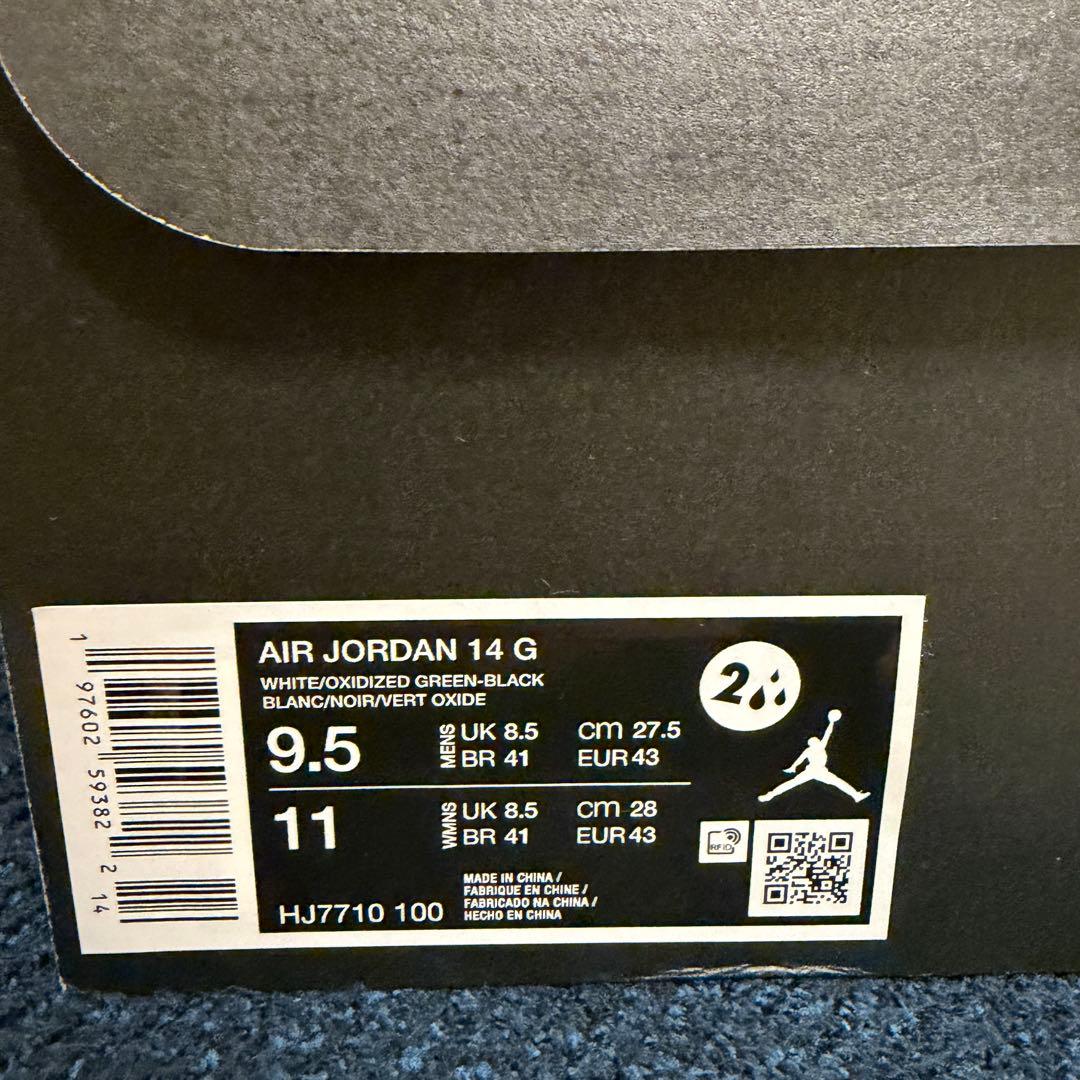 AIR JORDAN 14 G
WHITE/OXIDIZED GREEN-BLACK
BLANC/NOIR/VERT OXIDE
9.5 MENS UK 8.5 cm 27.5
BR 41 EUR 43
11 WMNS UK 8.5 cm 28
BR 41 EUR 43
HJ7710 100
MADE IN CHINA /
FABRIQUE EN CHINE /
FABRICADO NA CHINA /
HECHO EN CHINA
2
RFID
1 97602 59382 2 14